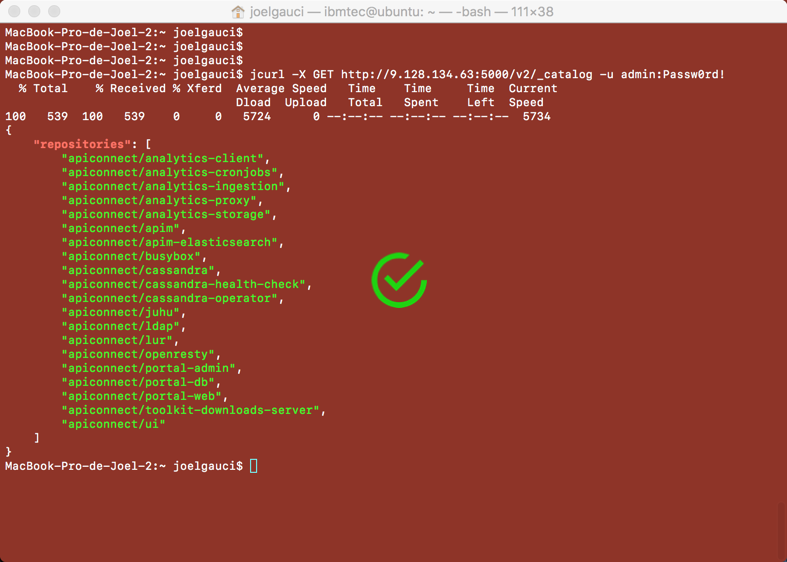 joelgauci — ibmtec@ubuntu: ~ — -bash — 111×38
MacBook-Pro-de-Joel-2:~ joelgauci$
MacBook-Pro-de-Joel-2:~ joelgauci$
MacBook-Pro-de-Joel-2:~ joelgauci$
MacBook-Pro-de-Joel-2:~ joelgauci$ jcurl -X GET http://9.128.134.63:5000/v2/_catalog -u admin:Passw0rd!
  % Total    % Received % Xferd  Average Speed   Time    Time     Time  Current
                                 Dload  Upload   Total   Spent    Left  Speed
100   539  100   539    0     0   5724      0 --:--:-- --:--:-- --:--:--  5734
{
    "repositories": [
        "apiconnect/analytics-client",
        "apiconnect/analytics-cronjobs",
        "apiconnect/analytics-ingestion",
        "apiconnect/analytics-proxy",
        "apiconnect/analytics-storage",
        "apiconnect/apim",
        "apiconnect/apim-elasticsearch",
        "apiconnect/busybox",
        "apiconnect/cassandra",
        "apiconnect/cassandra-health-check",
        "apiconnect/cassandra-operator",
        "apiconnect/juhu",
        "apiconnect/ldap",
        "apiconnect/lur",
        "apiconnect/openresty",
        "apiconnect/portal-admin",
        "apiconnect/portal-db",
        "apiconnect/portal-web",
        "apiconnect/toolkit-downloads-server",
        "apiconnect/ui"
    ]
}
MacBook-Pro-de-Joel-2:~ joelgauci$